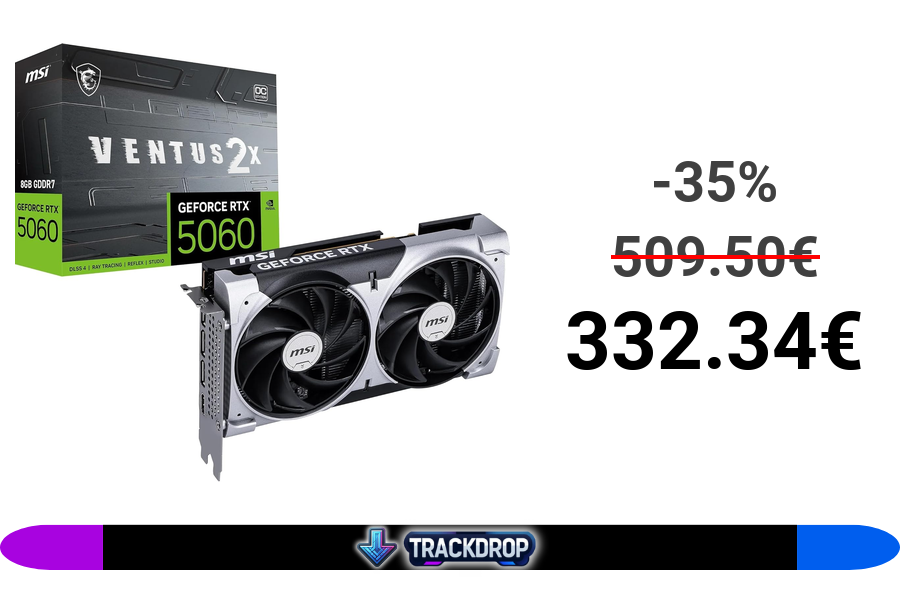 msi
OC
EDITION
VENTUS 2X
8GB GDDR7
GEFORCE RTX
5060
GEFORCE RTX
5060
DLSS 4 | RAY TRACING | REFLEX | STUDIO
msi
GEFORCE RTX
msi
msi
-35%
509.50€
332.34€
TRACKDROP